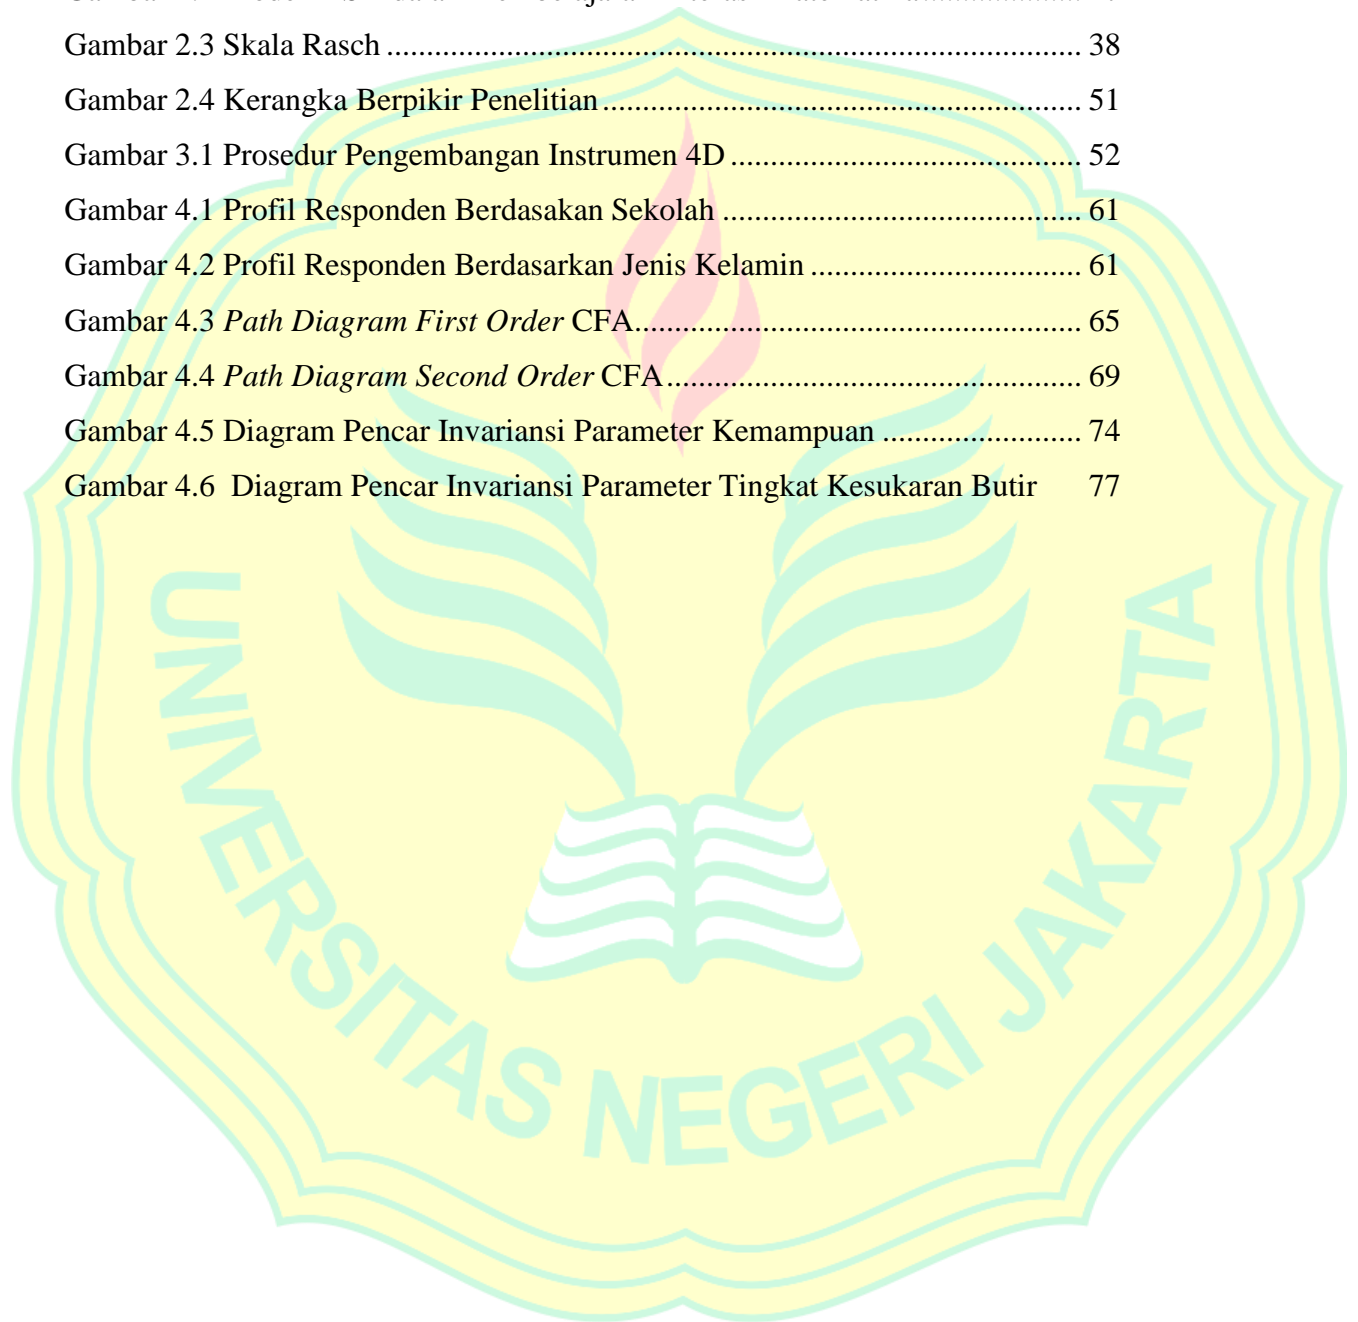 Gambar 2.3 Skala Rasch ........................................................................................ 38
Gambar 2.4 Kerangka Berpikir Penelitian ............................................................. 51
Gambar 3.1 Prosedur Pengembangan Instrumen 4D ............................................. 52
Gambar 4.1 Profil Responden Berdasakan Sekolah .............................................. 61
Gambar 4.2 Profil Responden Berdasarkan Jenis Kelamin ................................... 61
Gambar 4.3 Path Diagram First Order CFA......................................................... 65
Gambar 4.4 Path Diagram Second Order CFA..................................................... 69
Gambar 4.5 Diagram Pencar Invariansi Parameter Kemampuan ......................... 74
Gambar 4.6 Diagram Pencar Invariansi Parameter Tingkat Kesukaran Butir 77
UNIVERSITAS NEGERI JAKARTA